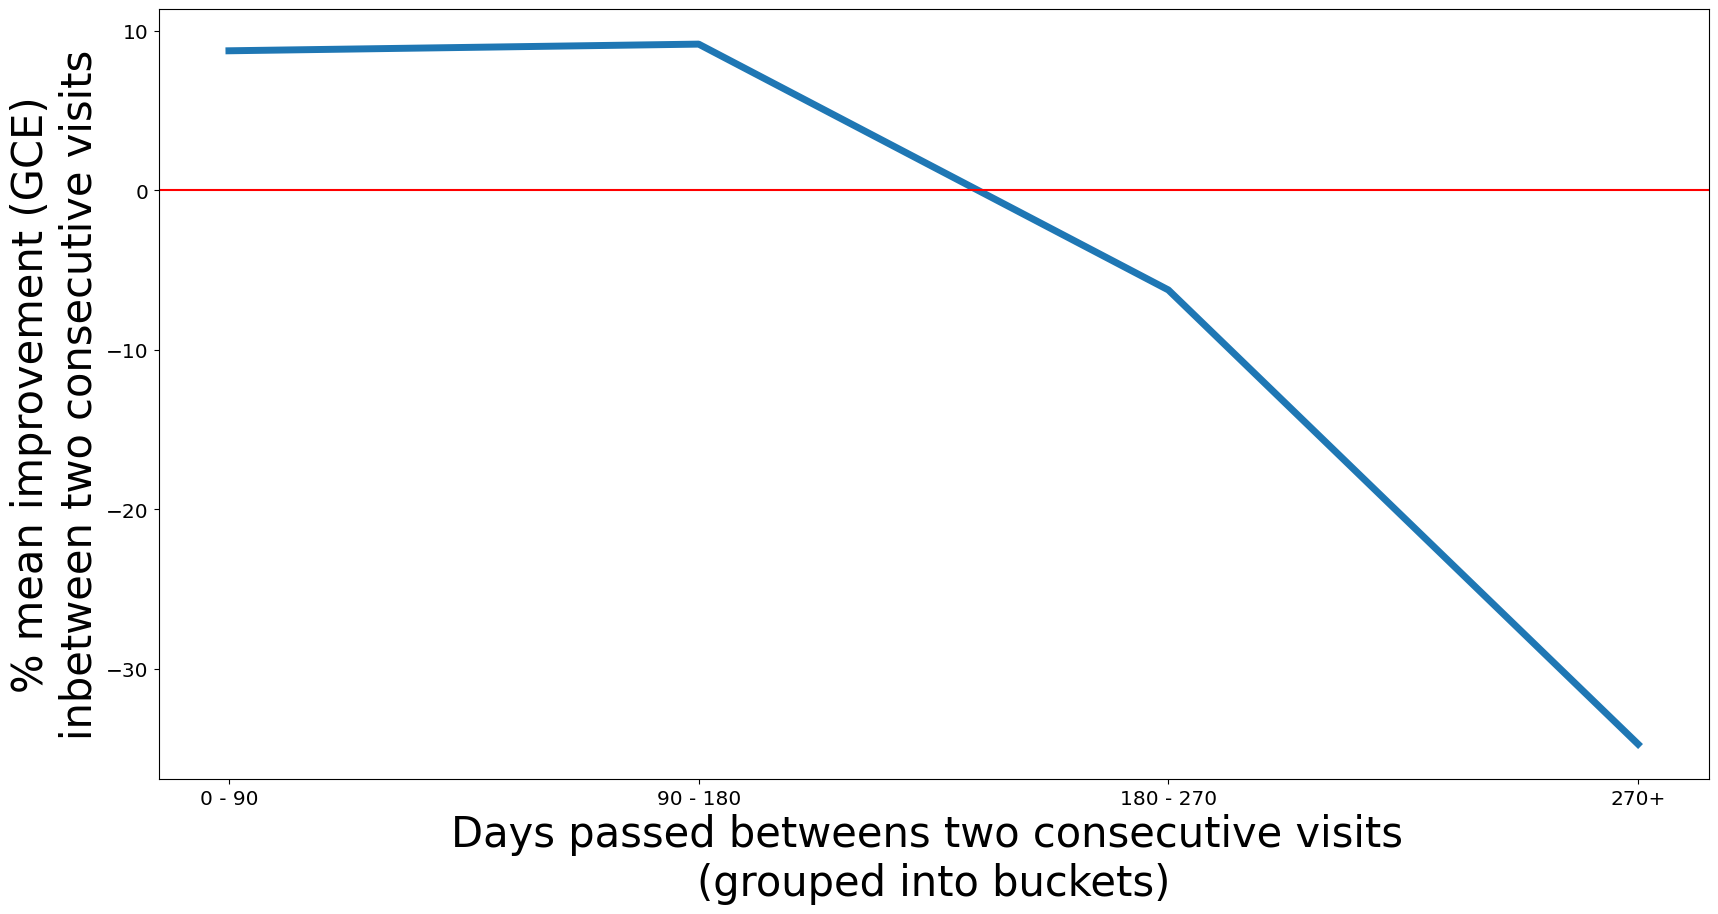 % mean improvement (GCE)
inbetween two consecutive visits
10
0
−10
−20
−30
0 - 90
90 - 180
180 - 270
270+
Days passed betweens two consecutive visits
(grouped into buckets)